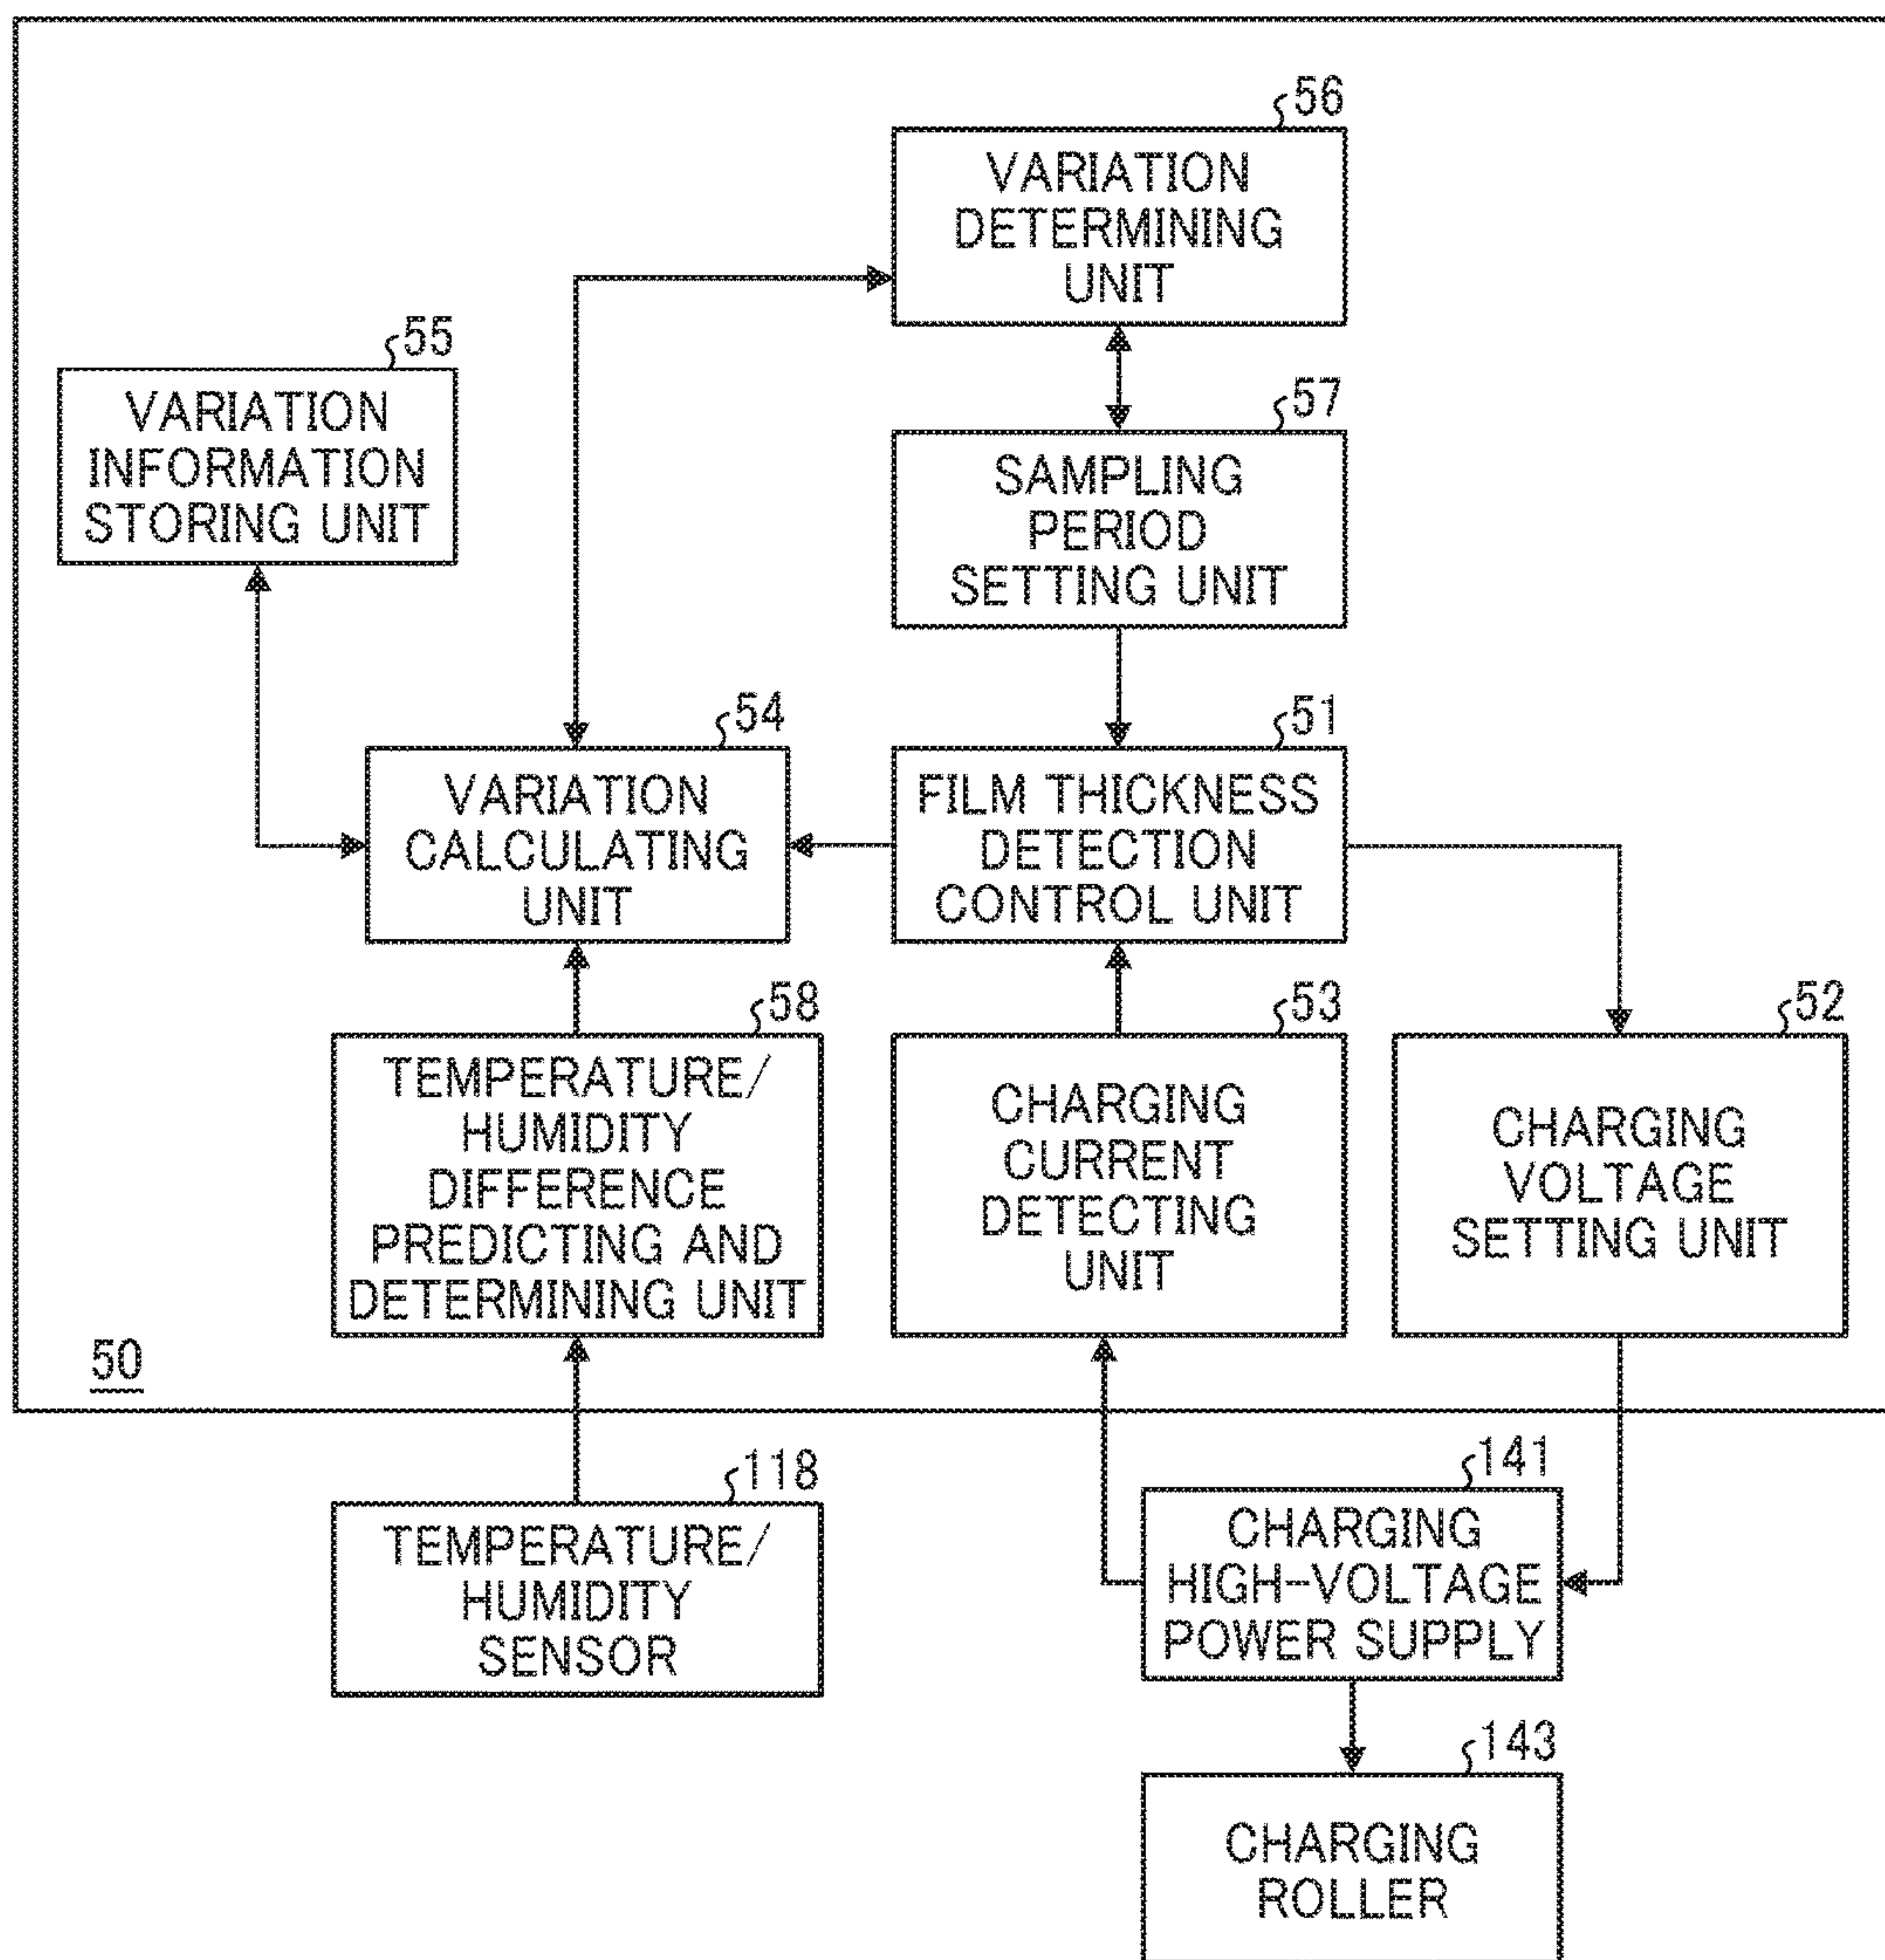 56
VARIATION
DETERMINING
UNIT
55
VARIATION
INFORMATION
STORING UNIT
57
SAMPLING
PERIOD
SETTING UNIT
54
VARIATION
CALCULATING
UNIT
51
FILM THICKNESS
DETECTION
CONTROL UNIT
58
TEMPERATURE/
HUMIDITY
DIFFERENCE
PREDICTING AND
DETERMINING UNIT
53
CHARGING
CURRENT
DETECTING
UNIT
52
CHARGING
VOLTAGE
SETTING UNIT
50
118
TEMPERATURE/
HUMIDITY
SENSOR
141
CHARGING
HIGH-VOLTAGE
POWER SUPPLY
143
CHARGING
ROLLER